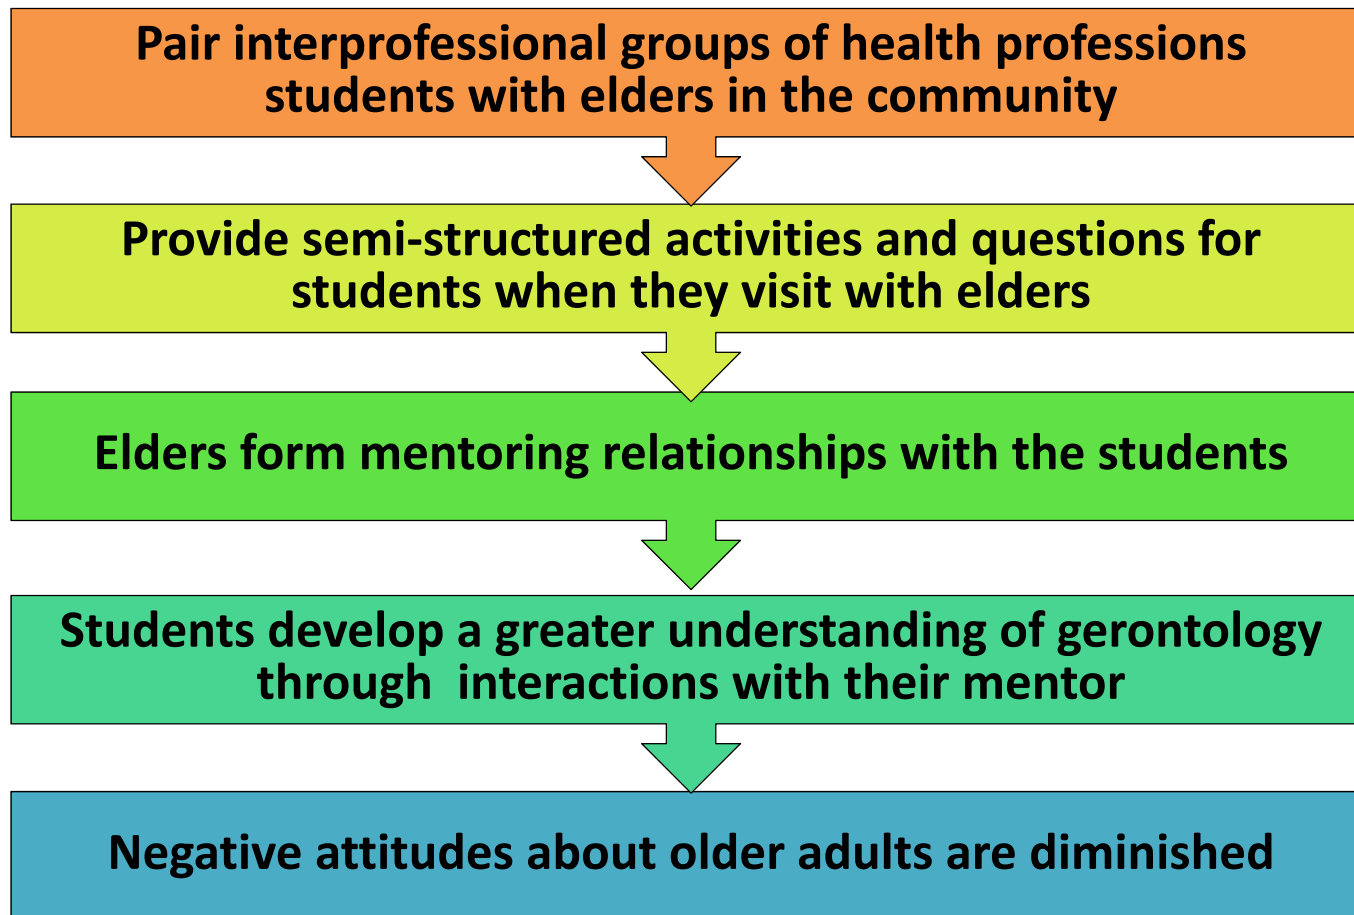 Pair interprofessional groups of health professions
students with elders in the community
Provide semi-structured activities and questions for
students when they visit with elders
Elders form mentoring relationships with the students
Students develop a greater understanding of gerontology
through  interactions with their mentor
Negative attitudes about older adults are diminished